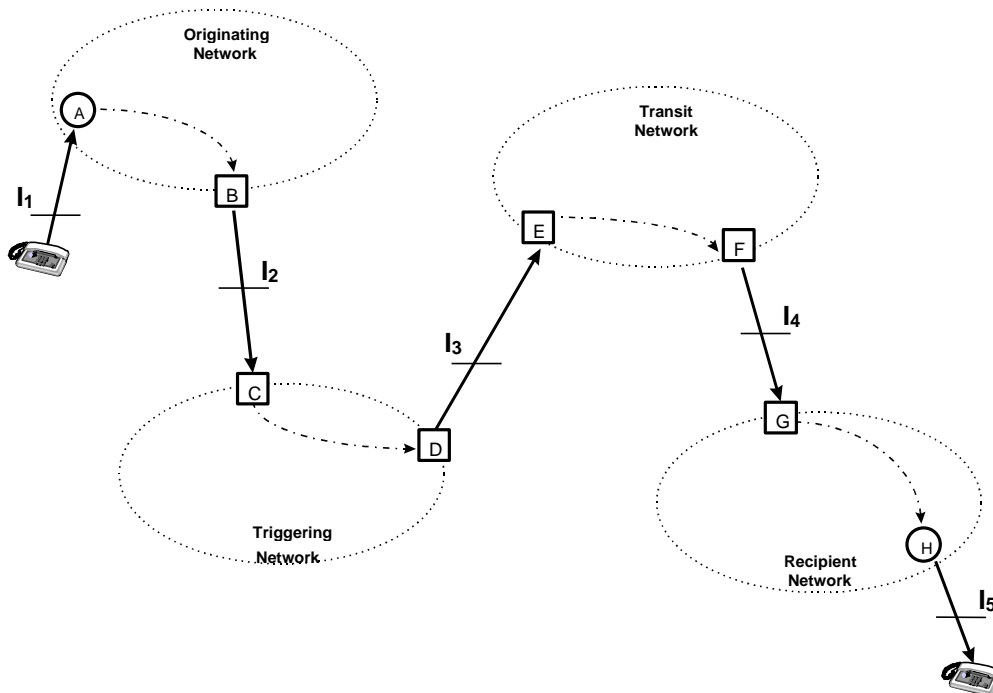 Originating
Network
A
B
I1
I2
C
D
Triggering
Network
I3
Transit
Network
E
F
I4
G
H
Recipient
Network
I5